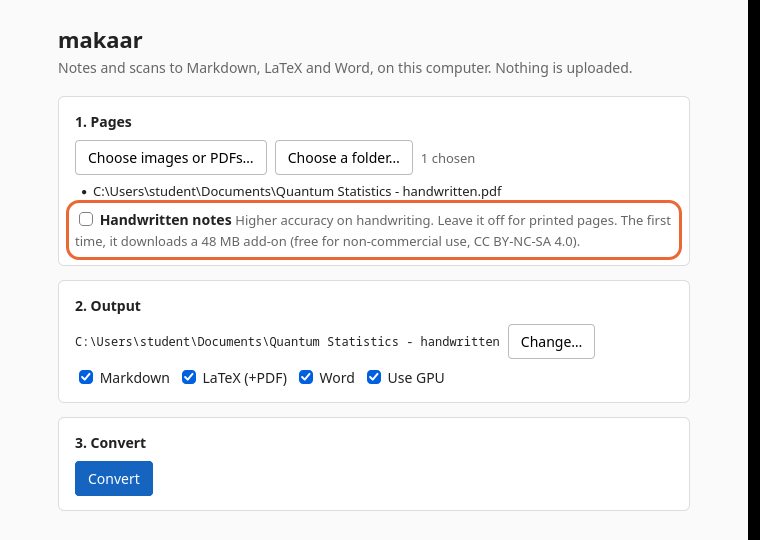 makaar
Notes and scans to Markdown, LaTeX and Word, on this computer. Nothing is uploaded.
1. Pages
Choose images or PDFs... Choose a folder... 1 chosen
• C:\Users\student\Documents\Quantum Statistics - handwritten.pdf
Handwritten notes Higher accuracy on handwriting. Leave it off for printed pages. The first
time, it downloads a 48 MB add-on (free for non-commercial use, CC BY-NC-SA 4.0).
2. Output
C:\Users\student\Documents\Quantum Statistics - handwritten Change...
Markdown LaTeX (+PDF) Word Use GPU
3. Convert
Convert